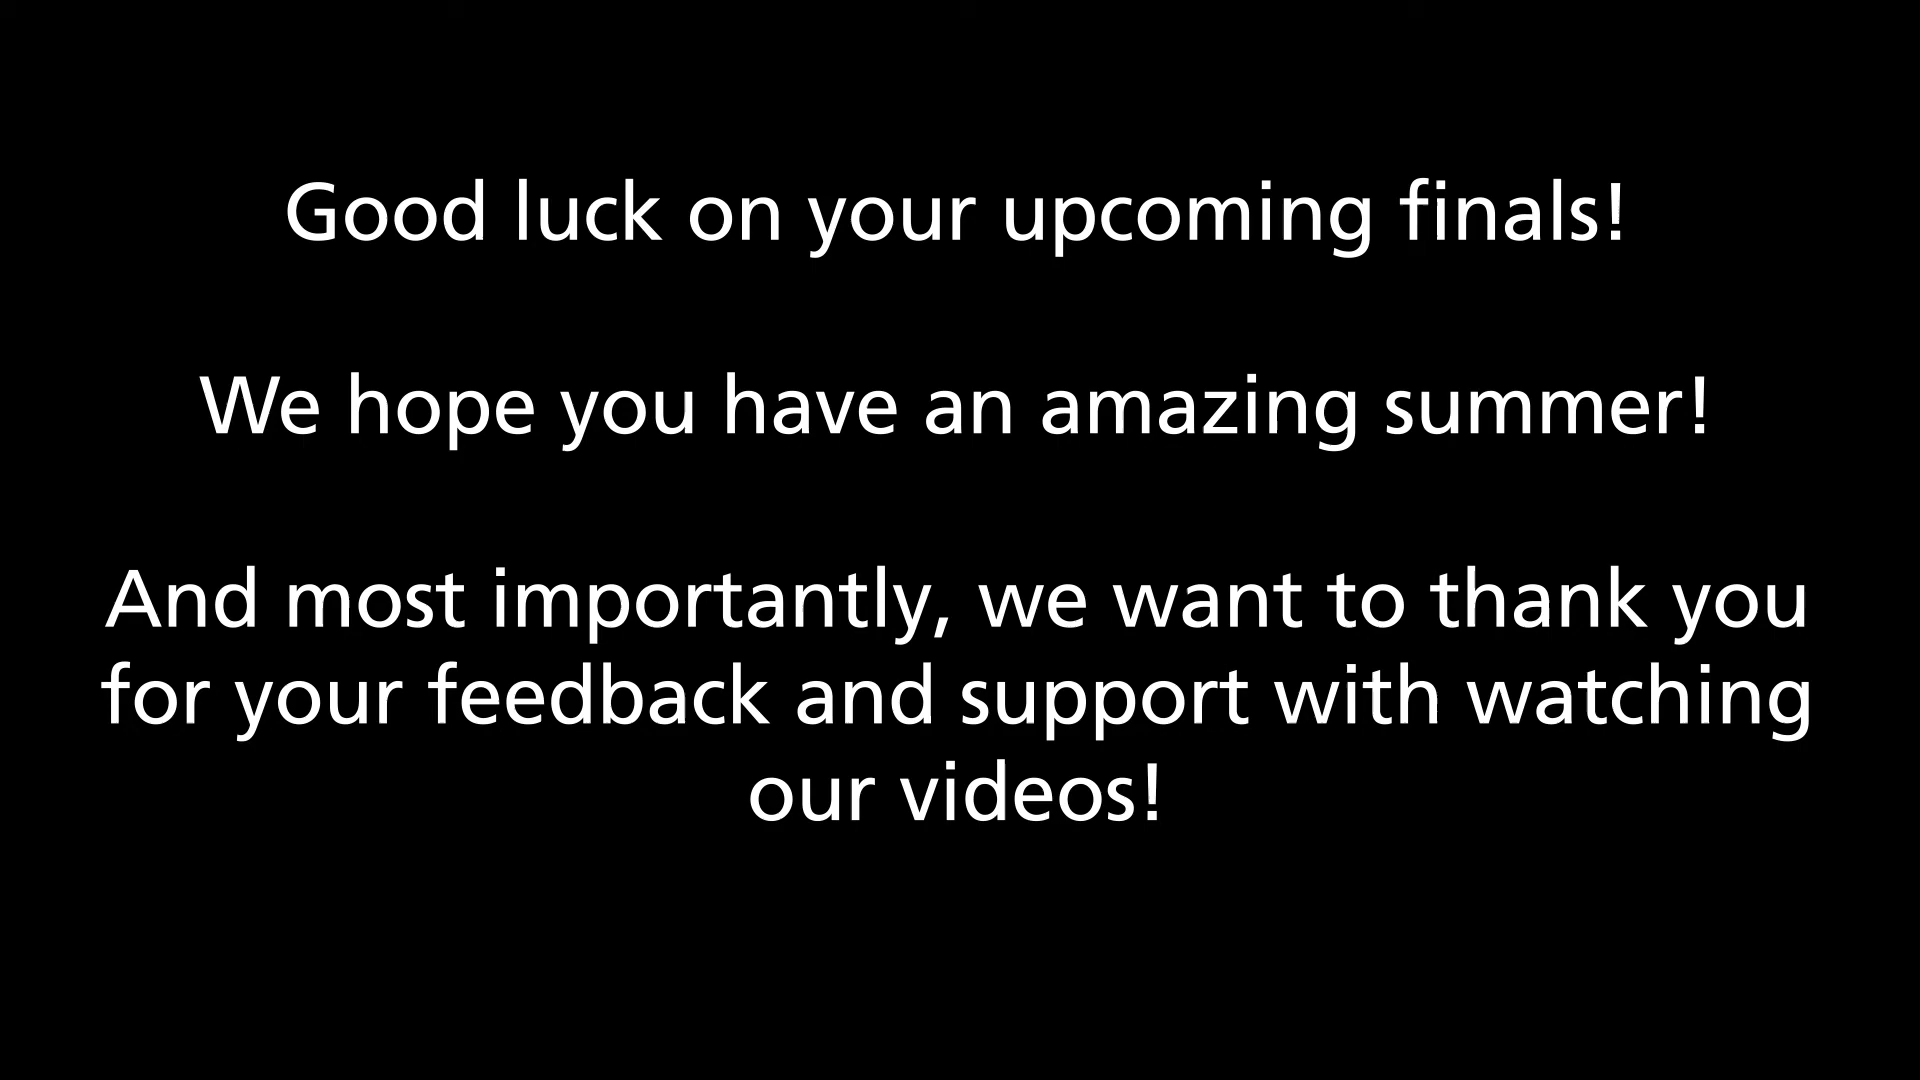 Good luck on your upcoming finals!
We hope you have an amazing summer!
And most importantly, we want to thank you
for your feedback and support with watching
our videos!